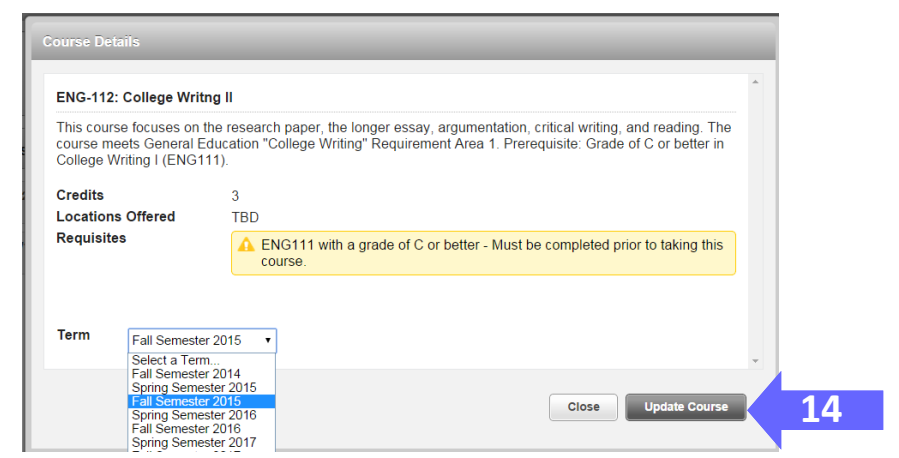 Course Details
ENG-112: College Writng II
This course focuses on the research paper, the longer essay, argumentation, critical writing, and reading. The
course meets General Education "College Writing" Requirement Area 1. Prerequisite: Grade of C or better in
College Writing I (ENG111).
Credits 3
Locations Offered TBD
Requisites ENG111 with a grade of C or better - Must be completed prior to taking this
course.
Term Fall Semester 2015
Select a Term...
Fall Semester 2014
Spring Semester 2015
Fall Semester 2015
Spring Semester 2016
Fall Semester 2016
Spring Semester 2017
Close Update Course 14